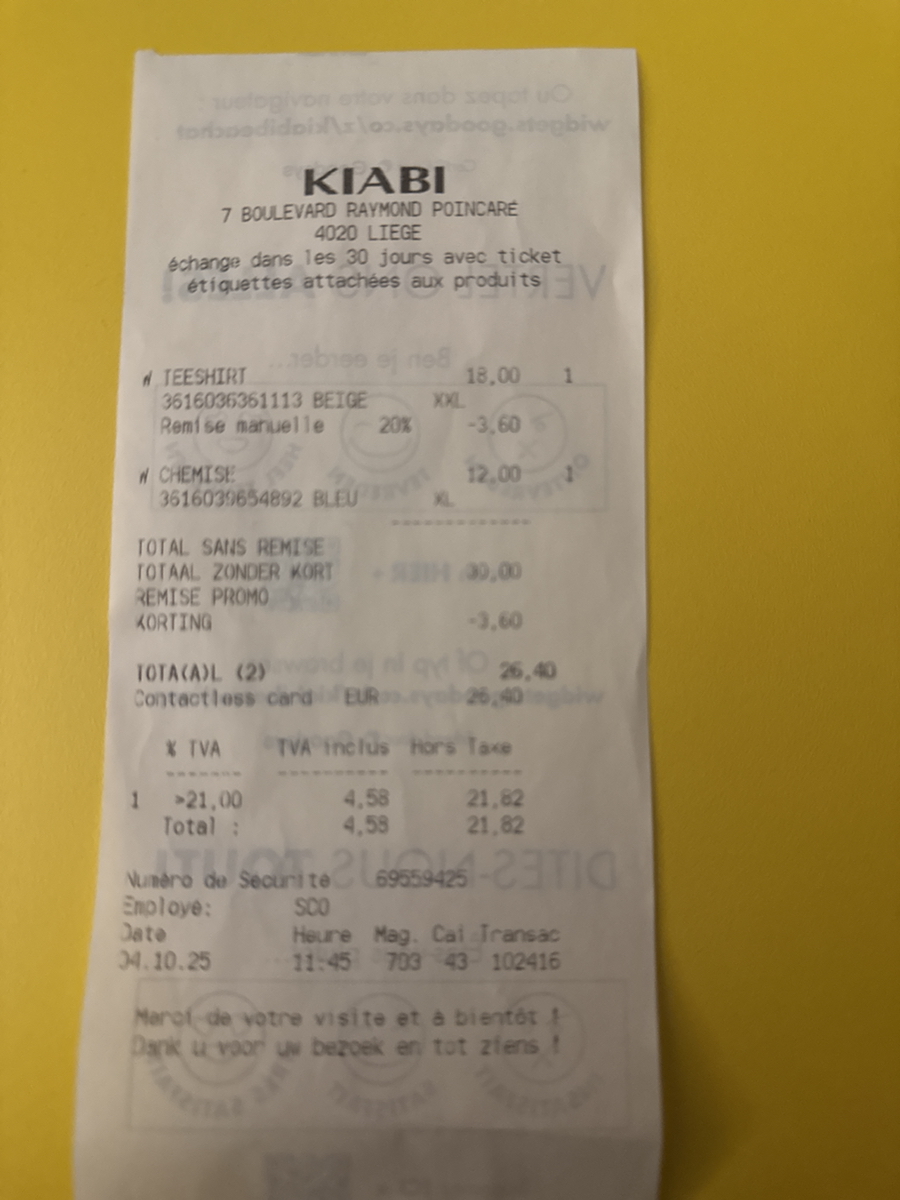 KIABI
7 BOULEVARD RAYMOND POINCARÉ
4020 LIEGE
échange dans les 30 jours avec ticket
étiquettes attachées aux produits
TEESHIRT 18,00 1
3616036361113 BEIGE XXL
Remise manuelle 20% -3,60
CHEMISE 12,00 1
3616039654892 BLEU XL
------------
TOTAL SANS REMISE
TOTAAL ZONDER KORT 30,00
REMISE PROMO
KORTING -3,60
TOTA(A)L (2) 26,40
Contactless card EUR 26,40
% TVA TVA inclus Hors Taxe
------- ---------- ----------
1 >21,00 4,58 21,82
Total : 4,58 21,82
Numéro de Sécurité 69559425
Employé: SCO
Date Heure Mag. Cai Transac
04.10.25 11:45 703 43 102416
Merci de votre visite et à bientôt !
Dank u voor uw bezoek en tot ziens !